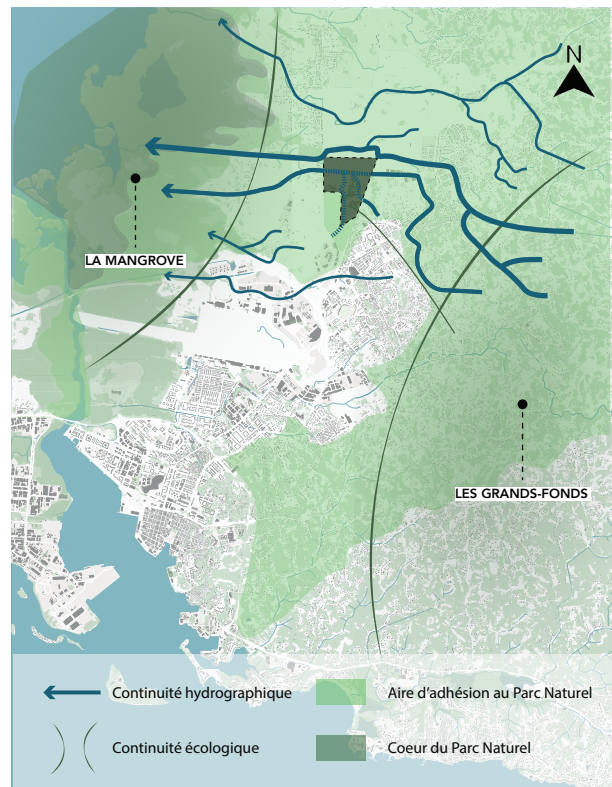 N
LA MANGROVE
LES GRANDS-FONDS
Continuité hydrographique
Aire d'adhésion au Parc Naturel
Continuité écologique
Coeur du Parc Naturel